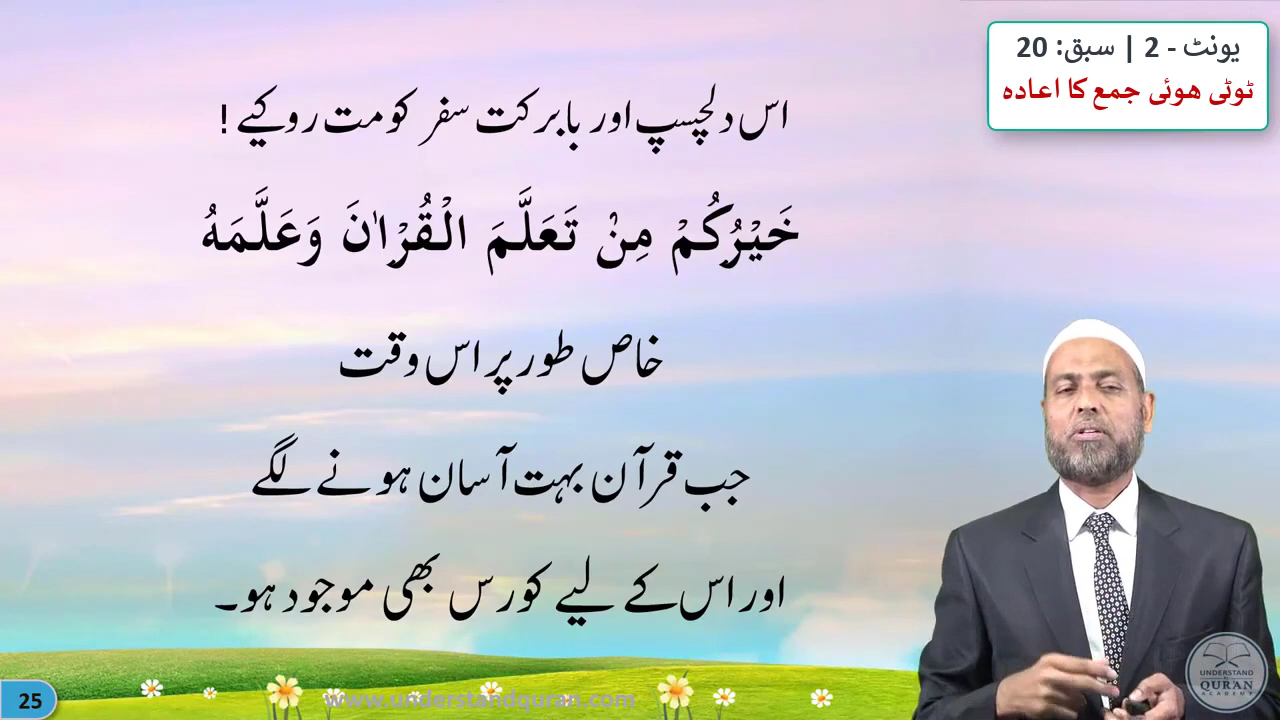 یونٹ - 2 | سبق: 20
ٹوٹی ھوئی جمع کا اعادہ
اس دلچسپ اور بابرکت سفر کو مت روکیے !
خَيْرُكُمْ مِنْ تَعَلَّمَ الْقُرْاٰنَ وَعَلَّمَهُ
خاص طور پر اس وقت
جب قرآن بہت آسان ہونے لگے
اور اس کے لیے کورس بھی موجود ہو۔
25
www.understandquran.com
UNDERSTAND
QURAN
ACADEMY